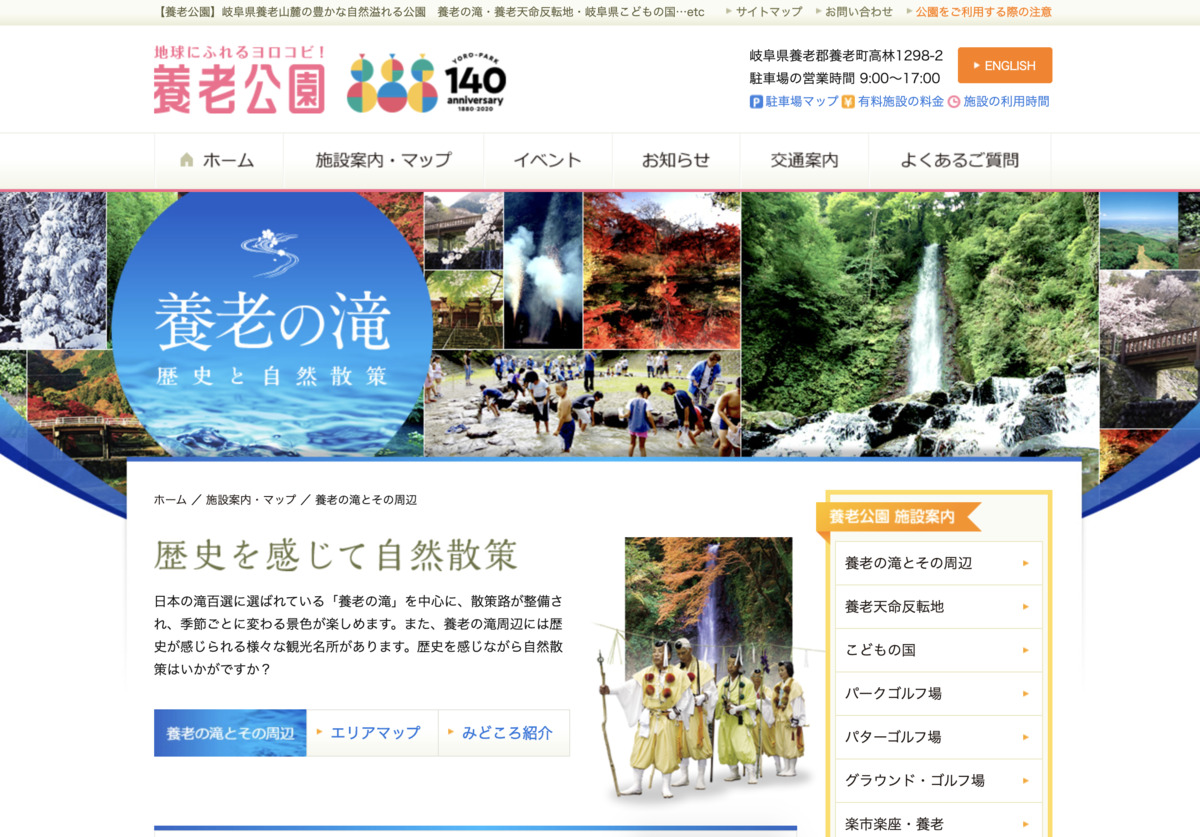 【養老公園】岐阜県養老山麓の豊かな自然溢れる公園　養老の滝・養老天命反転地・岐阜県こどもの国…etc
サイトマップ
お問い合わせ
公園をご利用する際の注意
地球にふれるヨロコビ！
養老公園
YORO-PARK
140
anniversary
1880-2020
岐阜県養老郡養老町高林1298-2
駐車場の営業時間 9:00〜17:00
ENGLISH
P 駐車場マップ ¥ 有料施設の料金 施設の利用時間
ホーム
施設案内・マップ
イベント
お知らせ
交通案内
よくあるご質問
養老の滝
歴史と自然散策
ホーム ／ 施設案内・マップ ／ 養老の滝とその周辺
歴史を感じて自然散策
日本の滝百選に選ばれている「養老の滝」を中心に、散策路が整備さ
れ、季節ごとに変わる景色が楽しめます。また、養老の滝周辺には歴
史が感じられる様々な観光名所があります。歴史を感じながら自然散
策はいかがですか？
養老の滝とその周辺
エリアマップ
みどころ紹介
養老公園 施設案内
養老の滝とその周辺
養老天命反転地
こどもの国
パークゴルフ場
パターゴルフ場
グラウンド・ゴルフ場
楽市楽座・養老